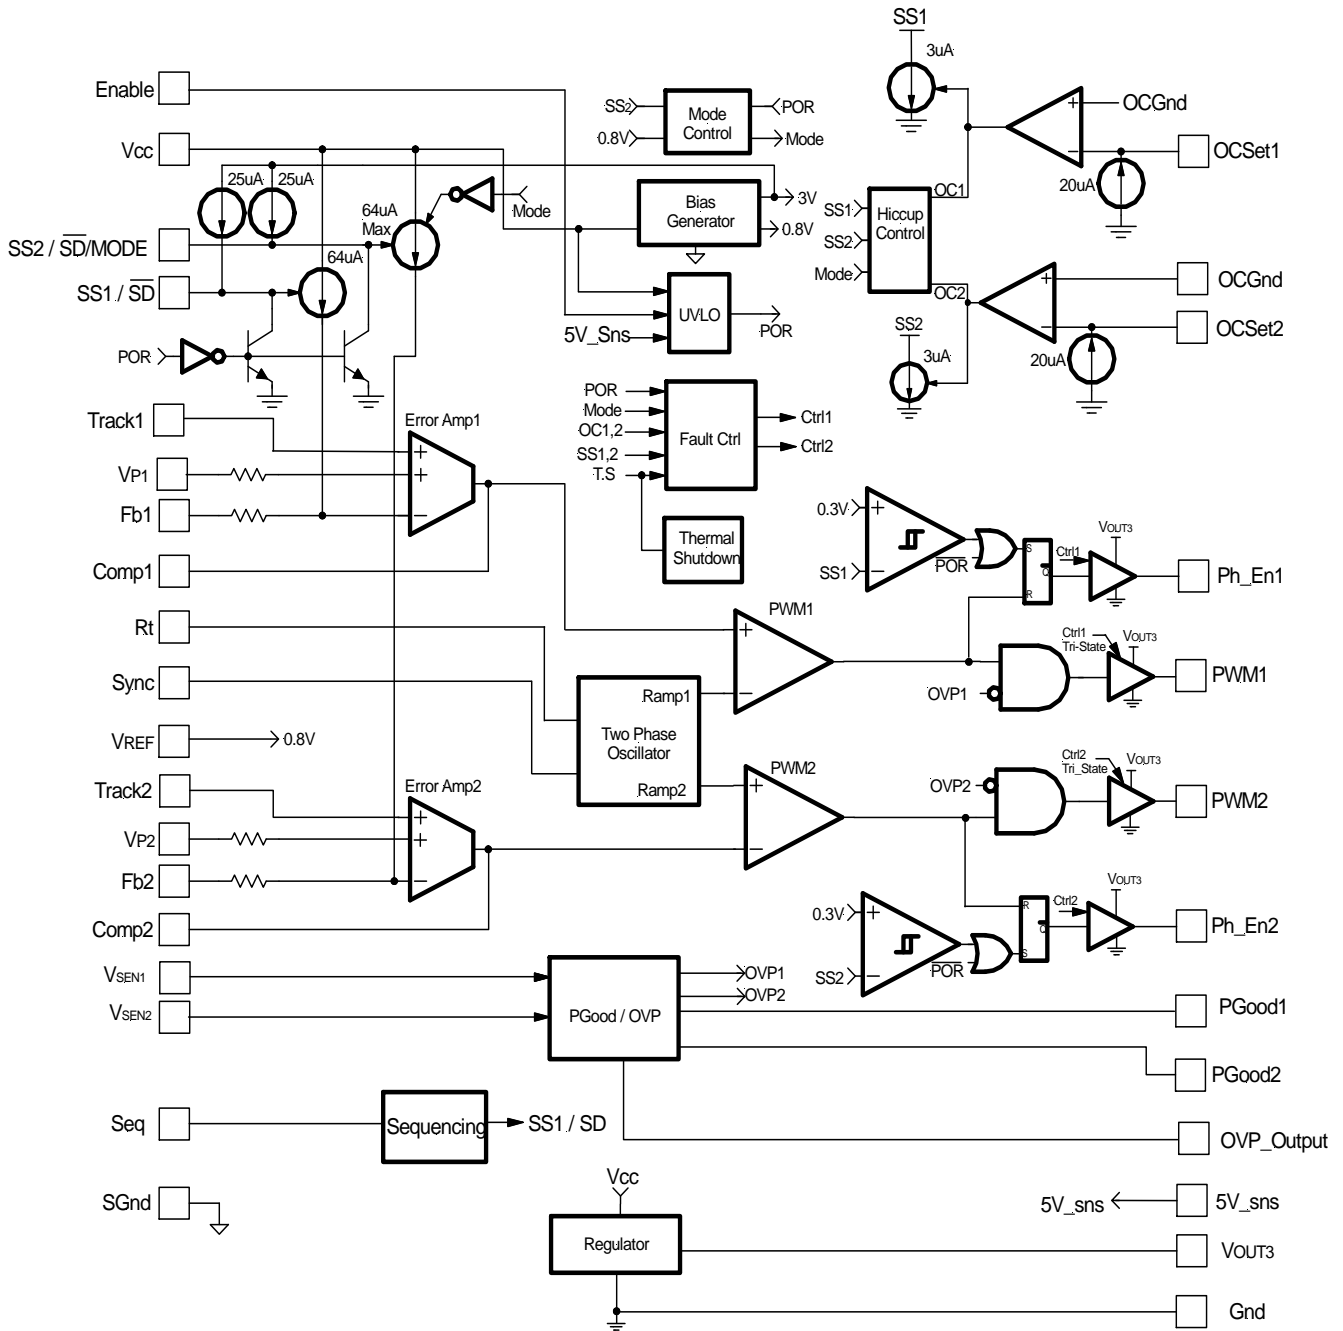 SS1
3uA
Enable
SS2
POR
Mode Control
0.8V
Mode
OCGnd
Vcc
OCSet1
25uA
25uA
20uA
64uA Max
Mode
Bias Generator
3V
0.8V
OC1
SS1
Hiccup Control
SS2
Mode
SS2 / SD/MODE
64uA
SS1 / SD
OC2
OCGnd
UVLO
POR
5V_Sns
SS2
OCSet2
POR
3uA
20uA
POR
Mode
OC1,2
SS1,2
T.S
Fault Ctrl
Ctrl1
Ctrl2
Track1
Error Amp1
+
+
−
VP1
Fb1
Thermal Shutdown
0.3V
+
SS1
−
POR
S
Q
R
Ctrl1
VOUT3
Ph_En1
Comp1
Rt
PWM1
+
−
Ctrl1
Tri-State
VOUT3
PWM1
OVP1
Sync
Ramp1
Two Phase Oscillator
Ramp2
VREF
0.8V
PWM2
+
−
Ctrl2
Tri_State
VOUT3
OVP2
PWM2
Track2
Error Amp2
+
+
−
VP2
Fb2
0.3V
+
SS2
−
POR
R
Q
S
Ctrl2
VOUT3
Ph_En2
Comp2
VSEN1
VSEN2
PGood / OVP
OVP1
OVP2
PGood1
PGood2
Seq
Sequencing
SS1 / SD
OVP_Output
SGnd
Vcc
5V_sns
5V_sns
Regulator
VOUT3
Gnd